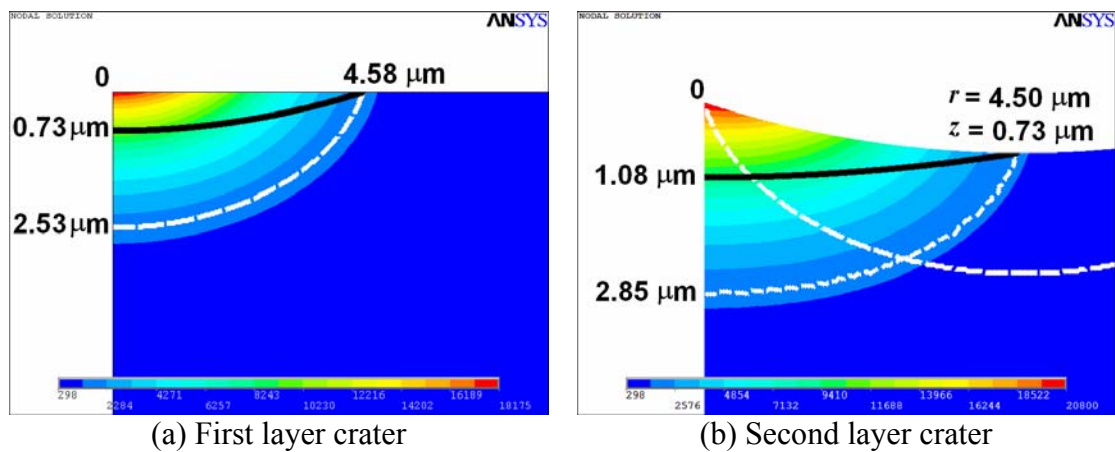 NODAL SOLUTION
ANSYS
0
4.58 μm
0.73 μm
2.53 μm
298 4271 8243 12216 16189
2284 6257 10230 14202 18175
(a) First layer crater
NODAL SOLUTION
ANSYS
0
r = 4.50 μm
z = 0.73 μm
1.08 μm
2.85 μm
298 4854 9410 13966 18522
2576 7132 11688 16244 20800
(b) Second layer crater